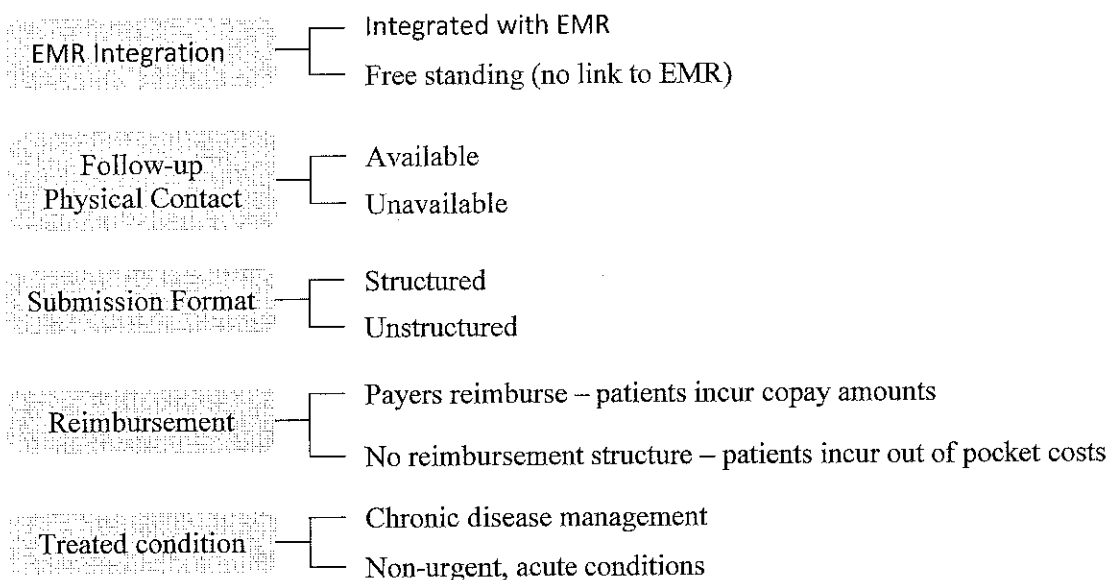 EMR Integration
Integrated with EMR
Free standing (no link to EMR)
Follow-up
Physical Contact
Available
Unavailable
Submission Format
Structured
Unstructured
Reimbursement
Payers reimburse – patients incur copay amounts
No reimbursement structure – patients incur out of pocket costs
Treated condition
Chronic disease management
Non-urgent, acute conditions